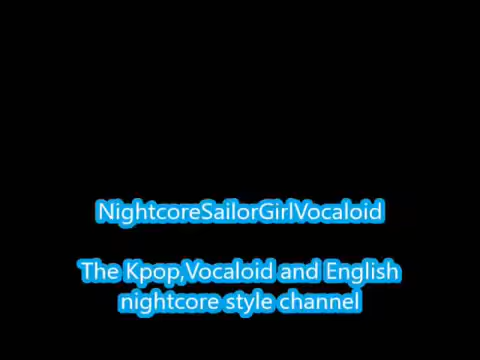 NightcoreSailorGirlVocaloid
The Kpop,Vocaloid and English
nightcore style channel